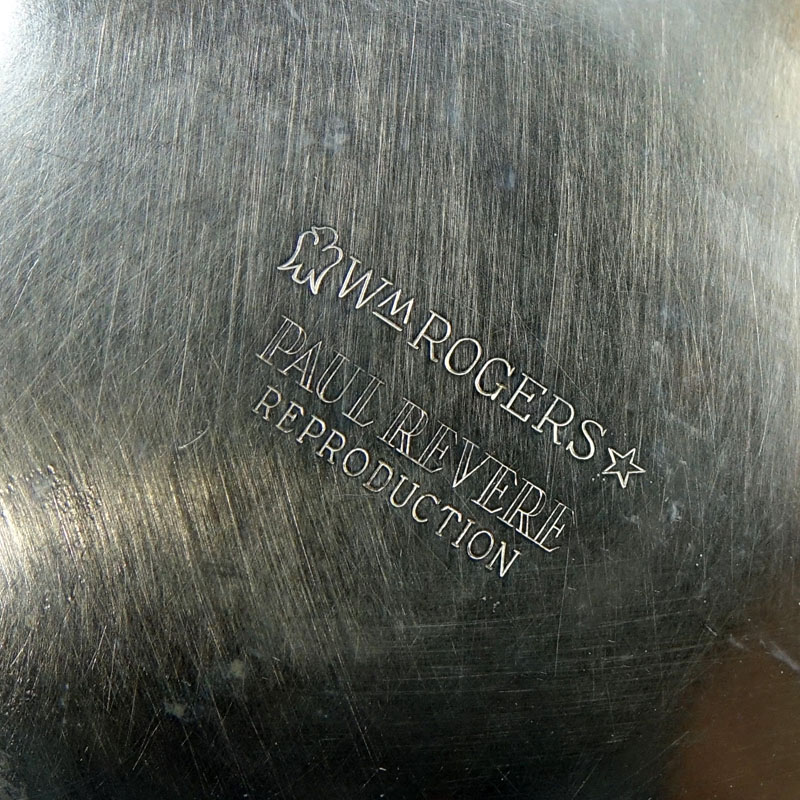 Wm ROGERS ☆
PAUL REVERE
REPRODUCTION